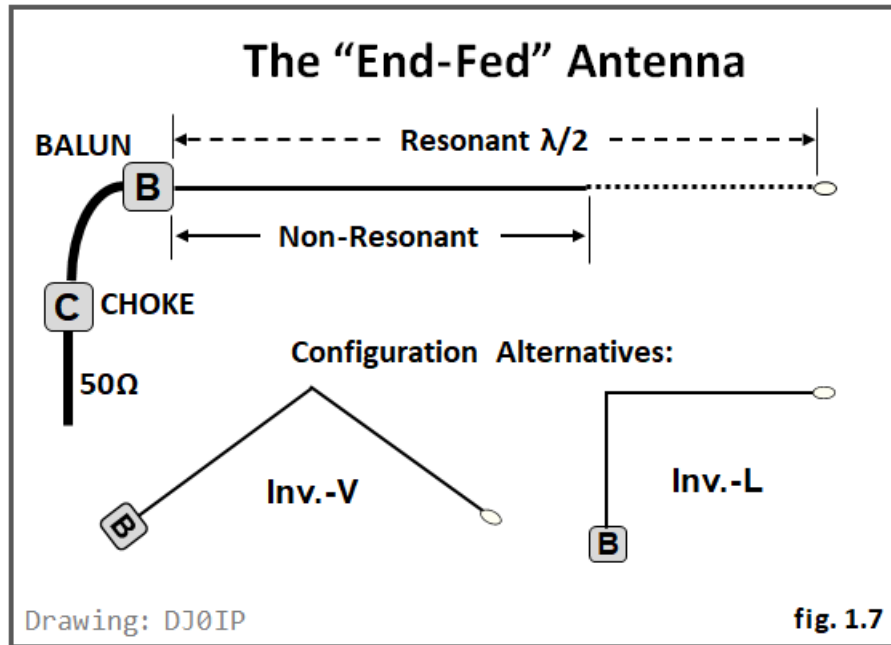 The “End-Fed” Antenna
BALUN
Resonant λ/2
B
Non-Resonant
C CHOKE
50Ω
Configuration Alternatives:
Inv.-V
Inv.-L
B
B
Drawing: DJ0IP
fig. 1.7